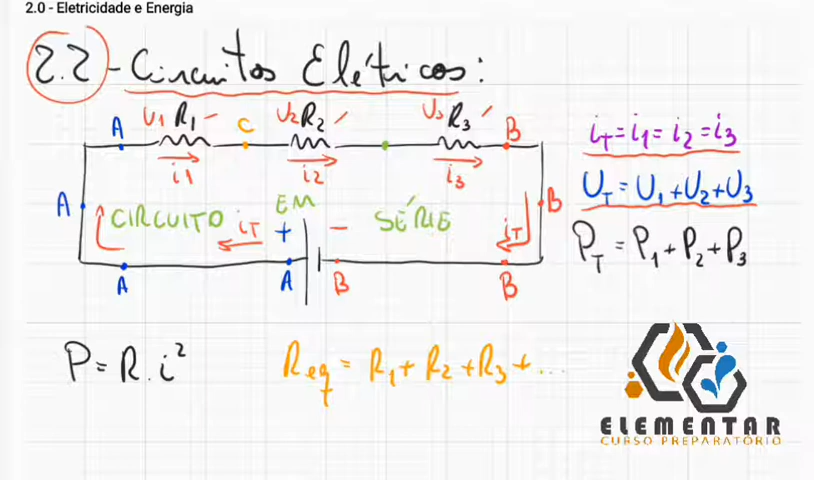 2.0 - Eletricidade e Energia
2.2 - Circuitos Elétricos:
A U1 R1 C U2 R2 U3 R3 B
i1 i2 i3
iT = i1 = i2 = i3
UT = U1 + U2 + U3
PT = P1 + P2 + P3
A CIRCUITO EM SÉRIE B
iT + - iT
A A B B
P = R . i²
Req = R1 + R2 + R3 + ...
ELEMENTAR
CURSO PREPARATÓRIO